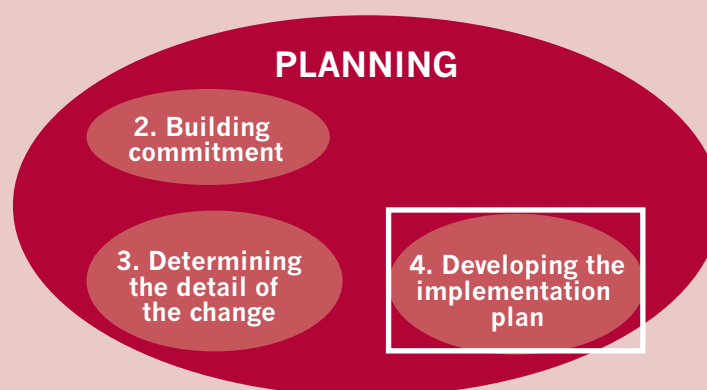 PLANNING
2. Building
commitment
3. Determining
the detail of
the change
4. Developing the
implementation
plan